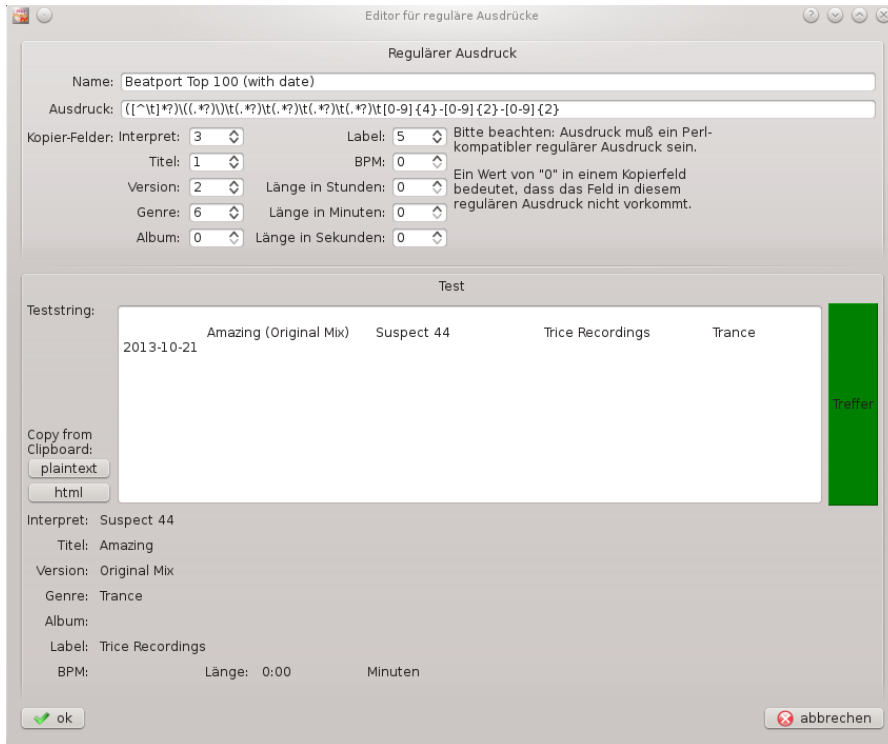 Editor für reguläre Ausdrücke
Regulärer Ausdruck
Name: Beatport Top 100 (with date)
Ausdruck: ([^\t]*?)\((.*?)\)\t(.*?)\t(.*?)\t(.*?)\t(.*?)\t[0-9]{4}-[0-9]{2}-[0-9]{2}
Kopier-Felder: Interpret: 3 Label: 5
Titel: 1 BPM: 0
Version: 2 Länge in Stunden: 0
Genre: 6 Länge in Minuten: 0
Album: 0 Länge in Sekunden: 0
Bitte beachten: Ausdruck muß ein Perl-
kompatibler regulärer Ausdruck sein.
Ein Wert von "0" in einem Kopierfeld
bedeutet, dass das Feld in diesem
regulären Ausdruck nicht vorkommt.
Test
Teststring:
Amazing (Original Mix) Suspect 44 Trice Recordings Trance
2013-10-21
Treffer
Copy from
Clipboard:
plaintext
html
Interpret: Suspect 44
Titel: Amazing
Version: Original Mix
Genre: Trance
Album:
Label: Trice Recordings
BPM: Länge: 0:00 Minuten
ok abbrechen